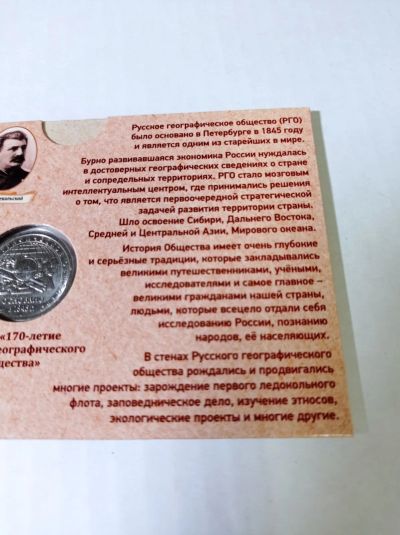 Русское географическое общество (РГО)
было основано в Петербурге в 1845 году
и является одним из старейших в мире.
Бурно развивавшаяся экономика России нуждалась
в достоверных географических сведениях о стране
и сопредельных территориях. РГО стало мозговым
интеллектуальным центром, где принимались решения
о том, что является первоочередной стратегической
задачей развития территории страны.
Шло освоение Сибири, Дальнего Востока,
Средней и Центральной Азии, Мирового океана.
История Общества имеет очень глубокие
и серьёзные традиции, которые закладывались
великими путешественниками, учёными,
исследователями и самое главное –
великими гражданами нашей страны,
людьми, которые всецело отдали себя
исследованию России, познанию
народов, её населяющих.
В стенах Русского географического
общества рождались и продвигались
многие проекты: зарождение первого ледокольного
флота, заповедническое дело, изучение этносов,
экологические проекты и многие другие.
«170-летие
еографического
щества»